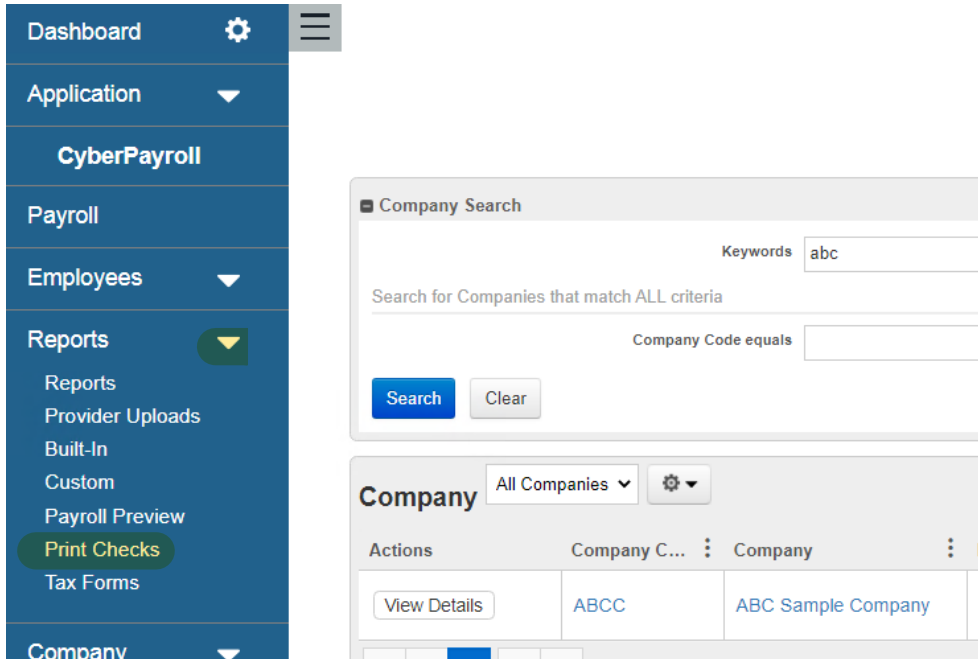 Dashboard
Application
CyberPayroll
Payroll
Employees
Reports
Reports
Provider Uploads
Built-In
Custom
Payroll Preview
Print Checks
Tax Forms
Company
Company Search
Keywords abc
Search for Companies that match ALL criteria
Company Code equals
Search Clear
Company All Companies
Actions Company C... Company
View Details ABCC ABC Sample Company